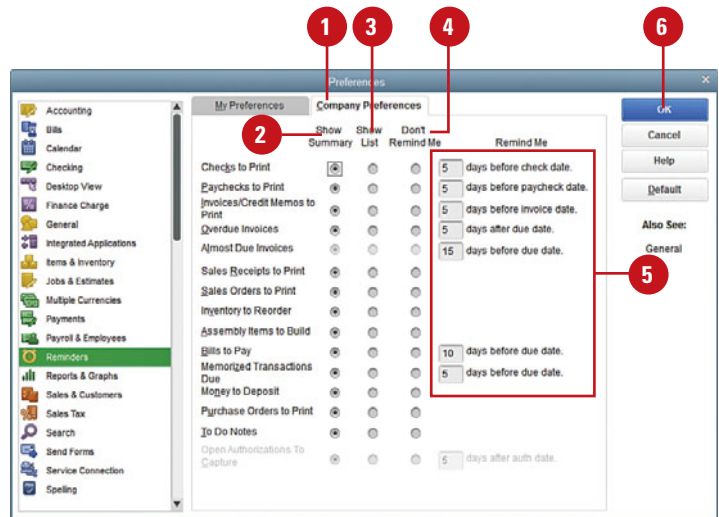 1 3 4 6
Preferences ×
My Preferences Company Preferences
2 Show Summary Show List Don't Remind Me Remind Me
Accounting
Bills
Calendar
Checking
Desktop View
Finance Charge
General
Integrated Applications
Items & Inventory
Jobs & Estimates
Multiple Currencies
Payments
Payroll & Employees
Reminders
Reports & Graphs
Sales & Customers
Sales Tax
Search
Send Forms
Service Connection
Spelling
Checks to Print 5 days before check date.
Paychecks to Print 5 days before paycheck date.
Invoices/Credit Memos to Print 5 days before invoice date.
Overdue Invoices 5 days after due date.
Almost Due Invoices 15 days before due date.
Sales Receipts to Print
Sales Orders to Print
Inventory to Reorder
Assembly Items to Build
Bills to Pay 10 days before due date.
Memorized Transactions Due 5 days before due date.
Money to Deposit
Purchase Orders to Print
To Do Notes
Open Authorizations To Capture 5 days after auth date.
5
OK
Cancel
Help
Default
Also See:
General